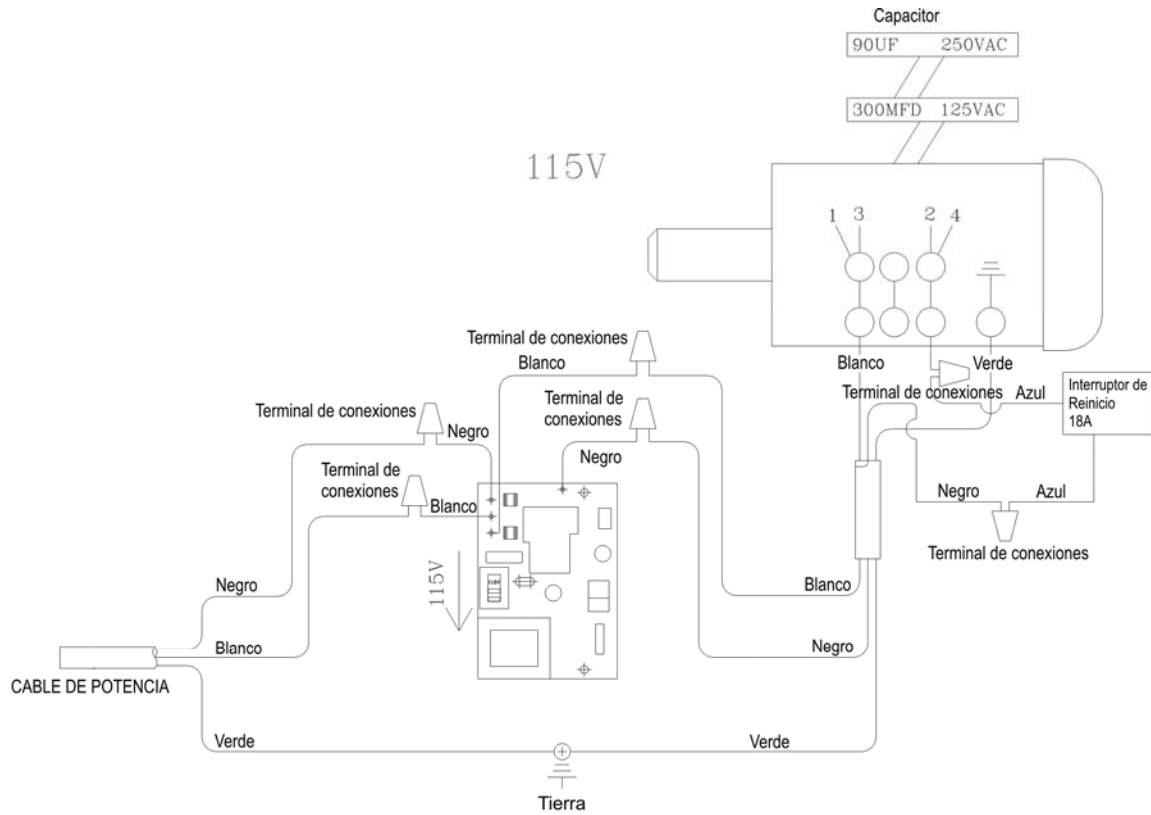 Capacitor
90UF 250VAC
300MFD 125VAC
115V
1 3 2 4
Terminal de conexiones
Blanco
Blanco
Verde
Terminal de conexiones
Azul
Interruptor de
Reinicio
18A
Terminal de conexiones
Negro
Terminal de
conexiones
Negro
Terminal de
conexiones
Blanco
Negro
Azul
Terminal de conexiones
115V
Negro
Blanco
Blanco
Negro
CABLE DE POTENCIA
Verde
Verde
Tierra